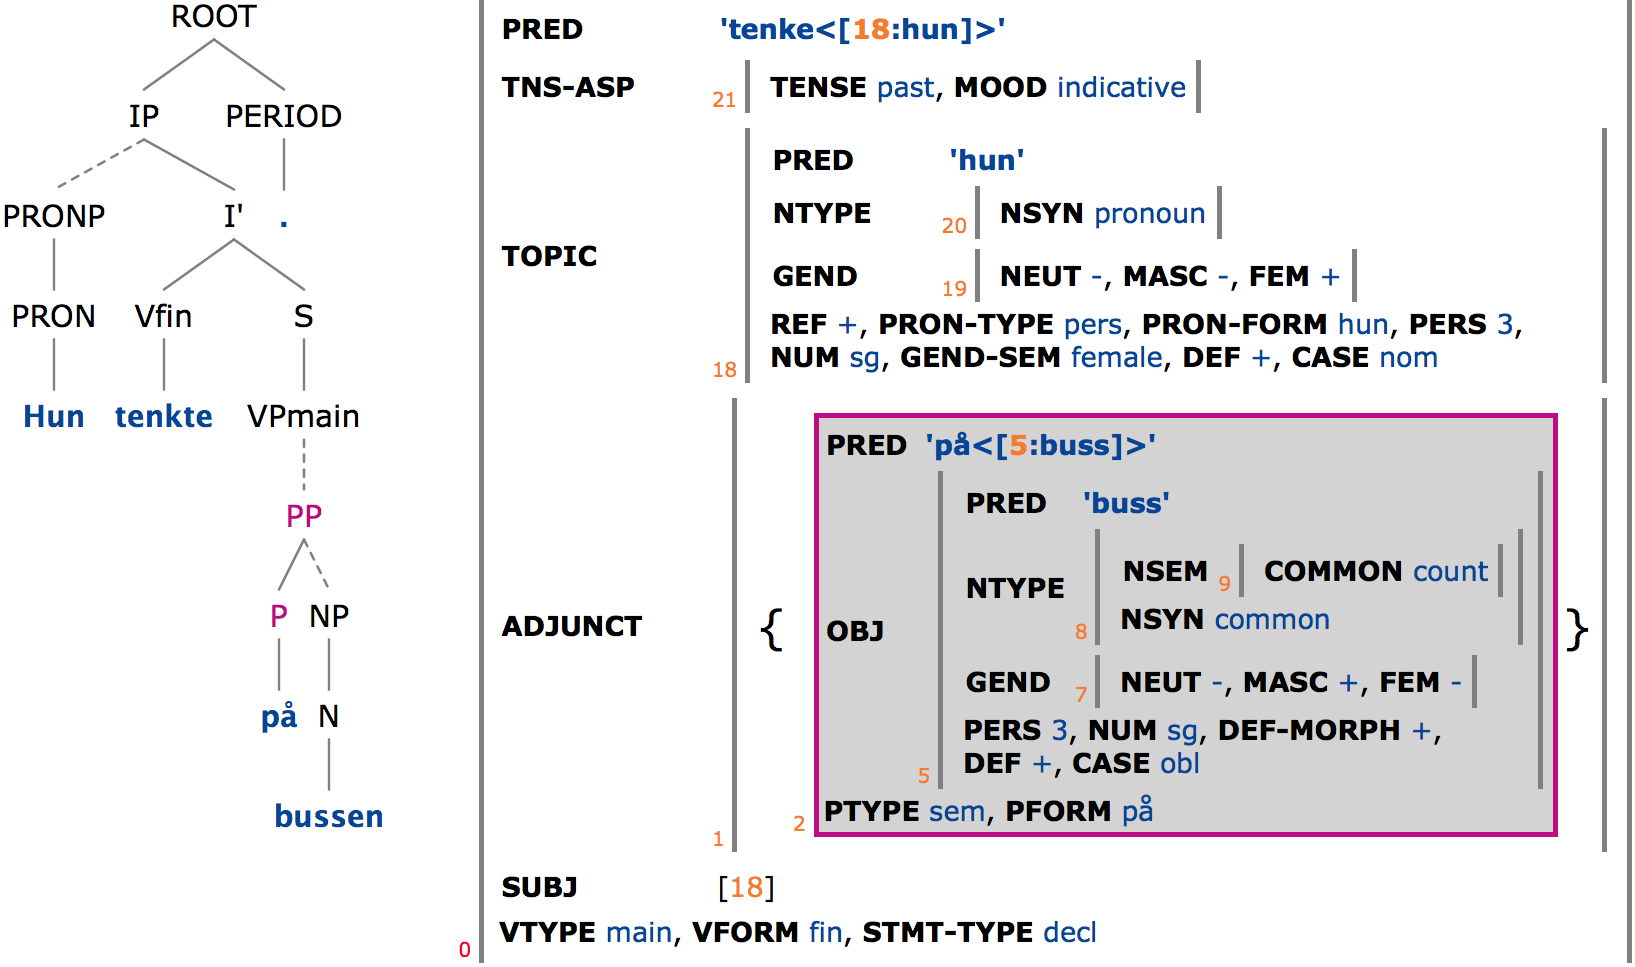 ROOT
IP PERIOD
PRONP I' .
PRON Vfin S
Hun tenkte VPmain
PP
P NP
på N
bussen
PRED 'tenke<[18:hun]>'
TNS-ASP 21 TENSE past, MOOD indicative
TOPIC 18
PRED 'hun'
NTYPE 20 NSYN pronoun
GEND 19 NEUT -, MASC -, FEM +
REF +, PRON-TYPE pers, PRON-FORM hun, PERS 3,
NUM sg, GEND-SEM female, DEF +, CASE nom
ADJUNCT 1 { 2
PRED 'på<[5:buss]>'
OBJ 5
PRED 'buss'
NTYPE 8
NSEM 9 COMMON count
NSYN common
GEND 7 NEUT -, MASC +, FEM -
PERS 3, NUM sg, DEF-MORPH +,
DEF +, CASE obl
PTYPE sem, PFORM på
}
SUBJ [18]
0 VTYPE main, VFORM fin, STMT-TYPE decl